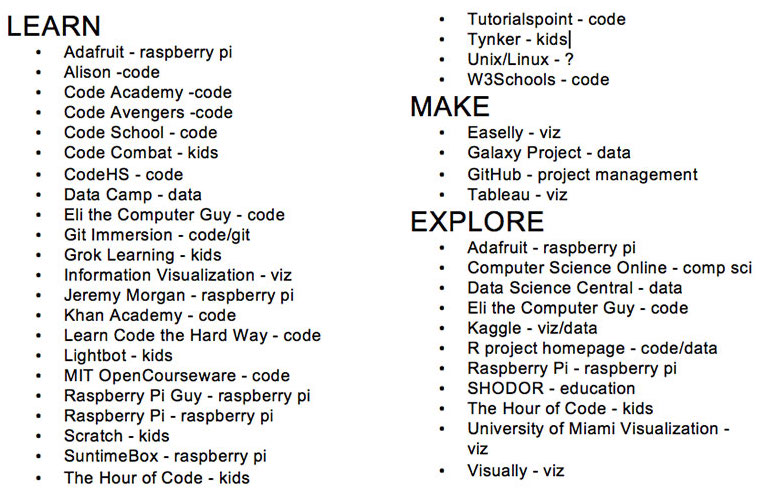 LEARN
• Adafruit - raspberry pi
• Alison -code
• Code Academy -code
• Code Avengers -code
• Code School - code
• Code Combat - kids
• CodeHS - code
• Data Camp - data
• Eli the Computer Guy - code
• Git Immersion - code/git
• Grok Learning - kids
• Information Visualization - viz
• Jeremy Morgan - raspberry pi
• Khan Academy - code
• Learn Code the Hard Way - code
• Lightbot - kids
• MIT OpenCourseware - code
• Raspberry Pi Guy - raspberry pi
• Raspberry Pi - raspberry pi
• Scratch - kids
• SuntimeBox - raspberry pi
• The Hour of Code - kids
• Tutorialspoint - code
• Tynker - kids
• Unix/Linux - ?
• W3Schools - code
MAKE
• Easelly - viz
• Galaxy Project - data
• GitHub - project management
• Tableau - viz
EXPLORE
• Adafruit - raspberry pi
• Computer Science Online - comp sci
• Data Science Central - data
• Eli the Computer Guy - code
• Kaggle - viz/data
• R project homepage - code/data
• Raspberry Pi - raspberry pi
• SHODOR - education
• The Hour of Code - kids
• University of Miami Visualization -
viz
• Visually - viz